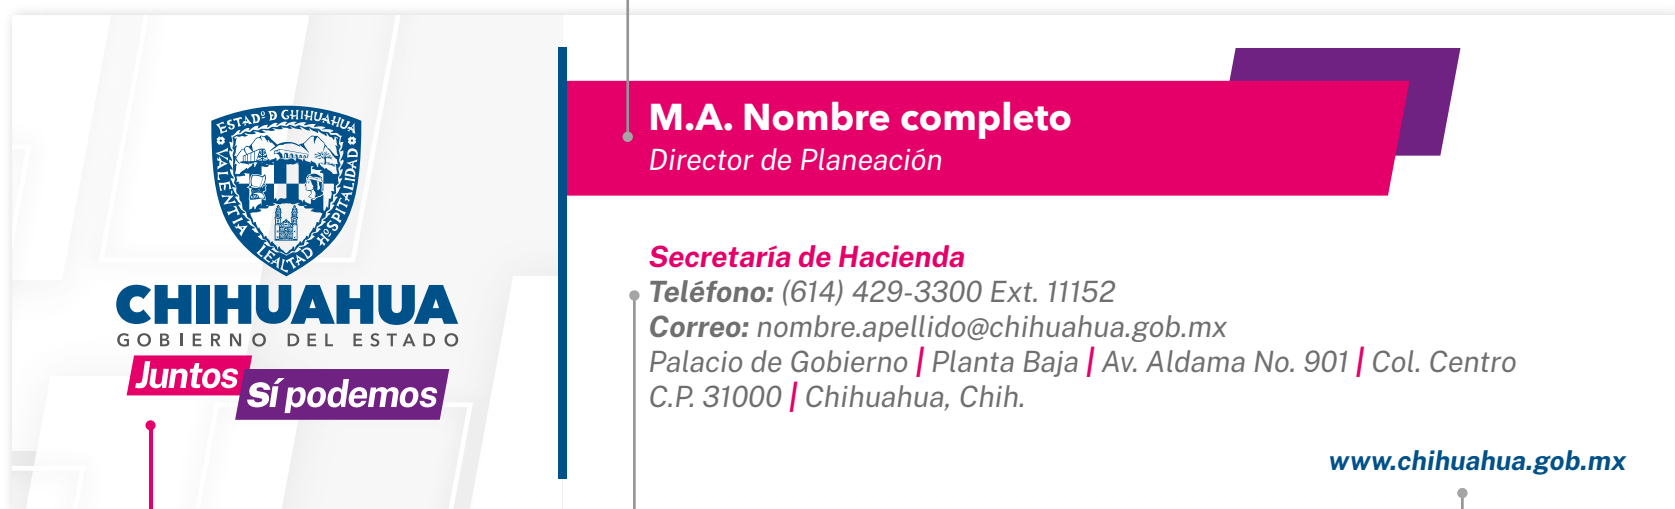 ESTADº D CHIHUAHUA
VALENTIA
LEALTAD
HºSPITALIDAD
CHIHUAHUA
GOBIERNO DEL ESTADO
Juntos
Sí podemos
M.A. Nombre completo
Director de Planeación
Secretaría de Hacienda
Teléfono: (614) 429-3300 Ext. 11152
Correo: nombre.apellido@chihuahua.gob.mx
Palacio de Gobierno | Planta Baja | Av. Aldama No. 901 | Col. Centro
C.P. 31000 | Chihuahua, Chih.
www.chihuahua.gob.mx